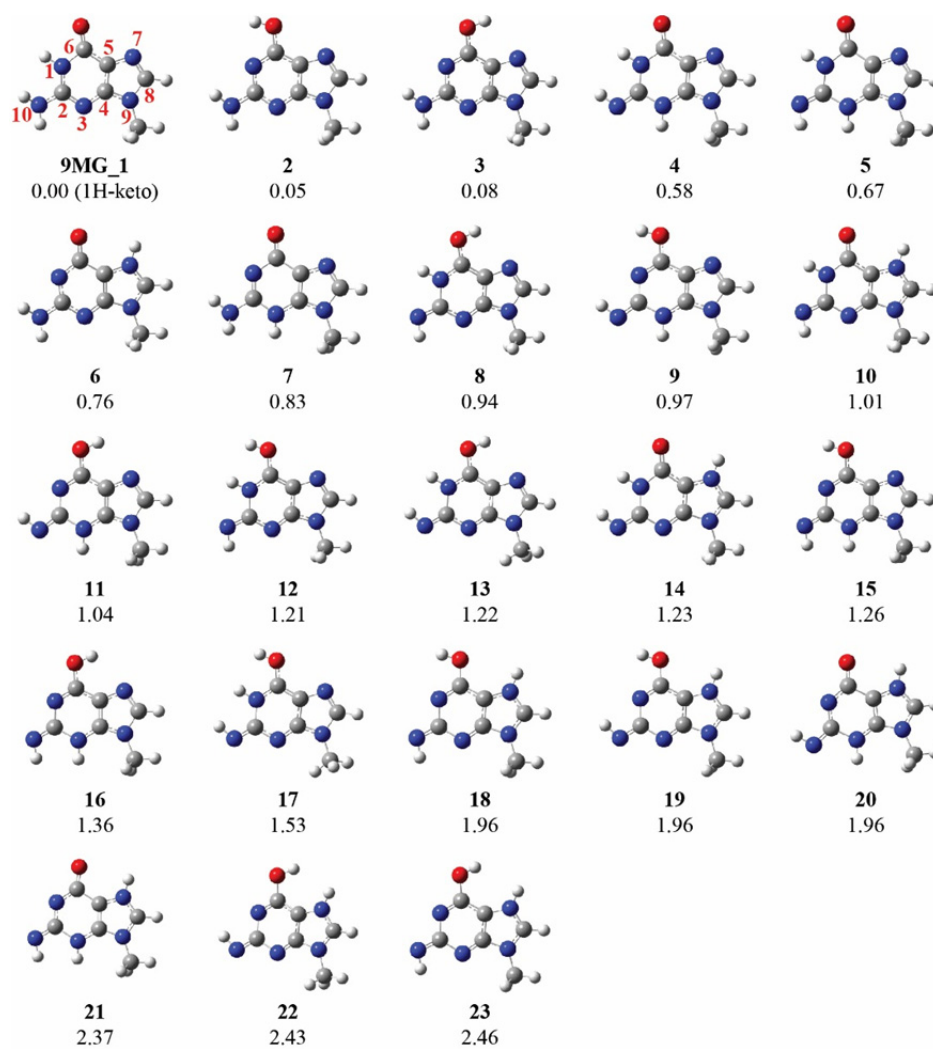 6 5 7
1
10 2 3 4 9 8
9MG_1 2 3 4 5
0.00 (1H-keto) 0.05 0.08 0.58 0.67
6 7 8 9 10
0.76 0.83 0.94 0.97 1.01
11 12 13 14 15
1.04 1.21 1.22 1.23 1.26
16 17 18 19 20
1.36 1.53 1.96 1.96 1.96
21 22 23
2.37 2.43 2.46